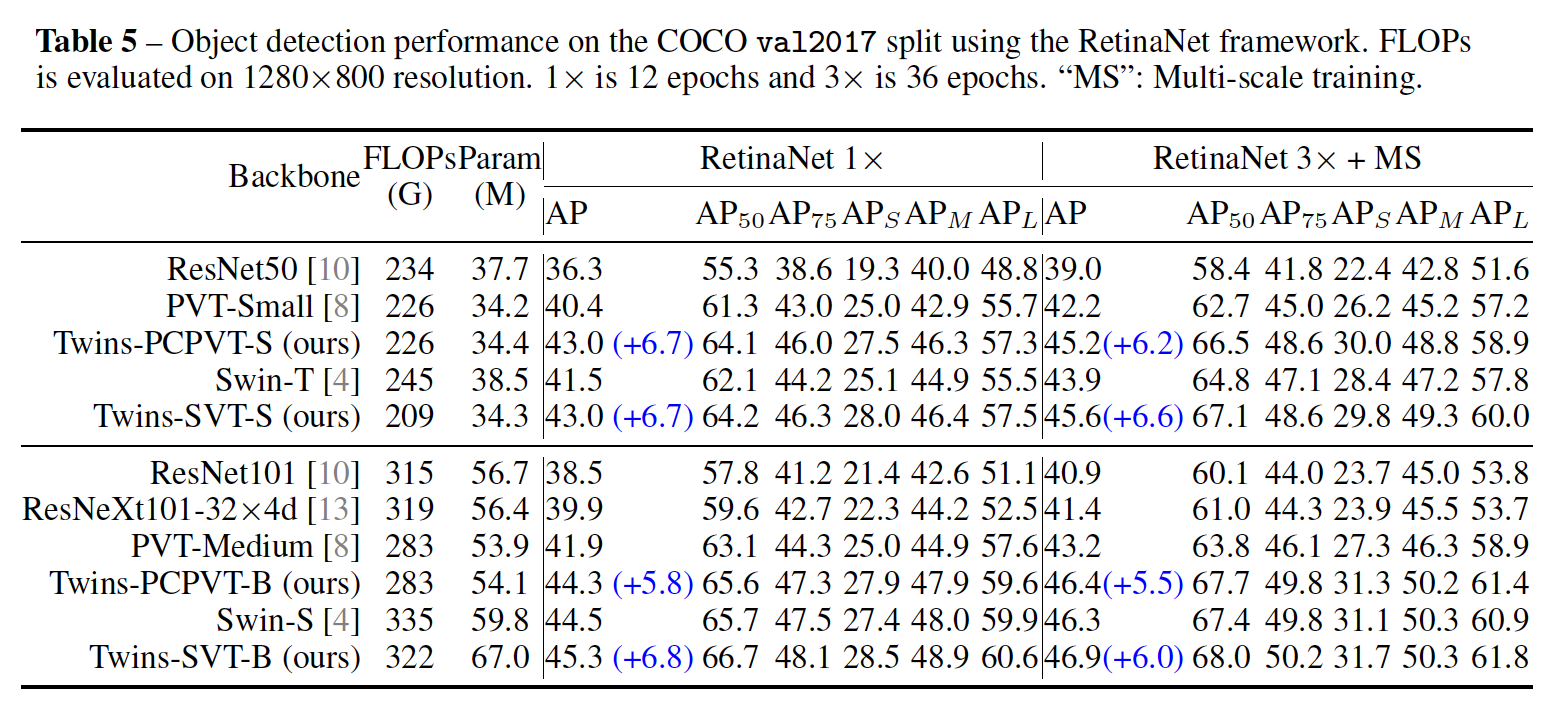 Table 5 – Object detection performance on the COCO val2017 split using the RetinaNet framework. FLOPs
is evaluated on 1280×800 resolution. 1× is 12 epochs and 3× is 36 epochs. “MS”: Multi-scale training.
Backbone FLOPs (G) Param (M) RetinaNet 1× RetinaNet 3× + MS
AP AP50 AP75 APS APM APL AP AP50 AP75 APS APM APL
ResNet50 [10] 234 37.7 36.3 55.3 38.6 19.3 40.0 48.8 39.0 58.4 41.8 22.4 42.8 51.6
PVT-Small [8] 226 34.2 40.4 61.3 43.0 25.0 42.9 55.7 42.2 62.7 45.0 26.2 45.2 57.2
Twins-PCPVT-S (ours) 226 34.4 43.0 (+6.7) 64.1 46.0 27.5 46.3 57.3 45.2(+6.2) 66.5 48.6 30.0 48.8 58.9
Swin-T [4] 245 38.5 41.5 62.1 44.2 25.1 44.9 55.5 43.9 64.8 47.1 28.4 47.2 57.8
Twins-SVT-S (ours) 209 34.3 43.0 (+6.7) 64.2 46.3 28.0 46.4 57.5 45.6(+6.6) 67.1 48.6 29.8 49.3 60.0
ResNet101 [10] 315 56.7 38.5 57.8 41.2 21.4 42.6 51.1 40.9 60.1 44.0 23.7 45.0 53.8
ResNeXt101-32×4d [13] 319 56.4 39.9 59.6 42.7 22.3 44.2 52.5 41.4 61.0 44.3 23.9 45.5 53.7
PVT-Medium [8] 283 53.9 41.9 63.1 44.3 25.0 44.9 57.6 43.2 63.8 46.1 27.3 46.3 58.9
Twins-PCPVT-B (ours) 283 54.1 44.3 (+5.8) 65.6 47.3 27.9 47.9 59.6 46.4(+5.5) 67.7 49.8 31.3 50.2 61.4
Swin-S [4] 335 59.8 44.5 65.7 47.5 27.4 48.0 59.9 46.3 67.4 49.8 31.1 50.3 60.9
Twins-SVT-B (ours) 322 67.0 45.3 (+6.8) 66.7 48.1 28.5 48.9 60.6 46.9(+6.0) 68.0 50.2 31.7 50.3 61.8